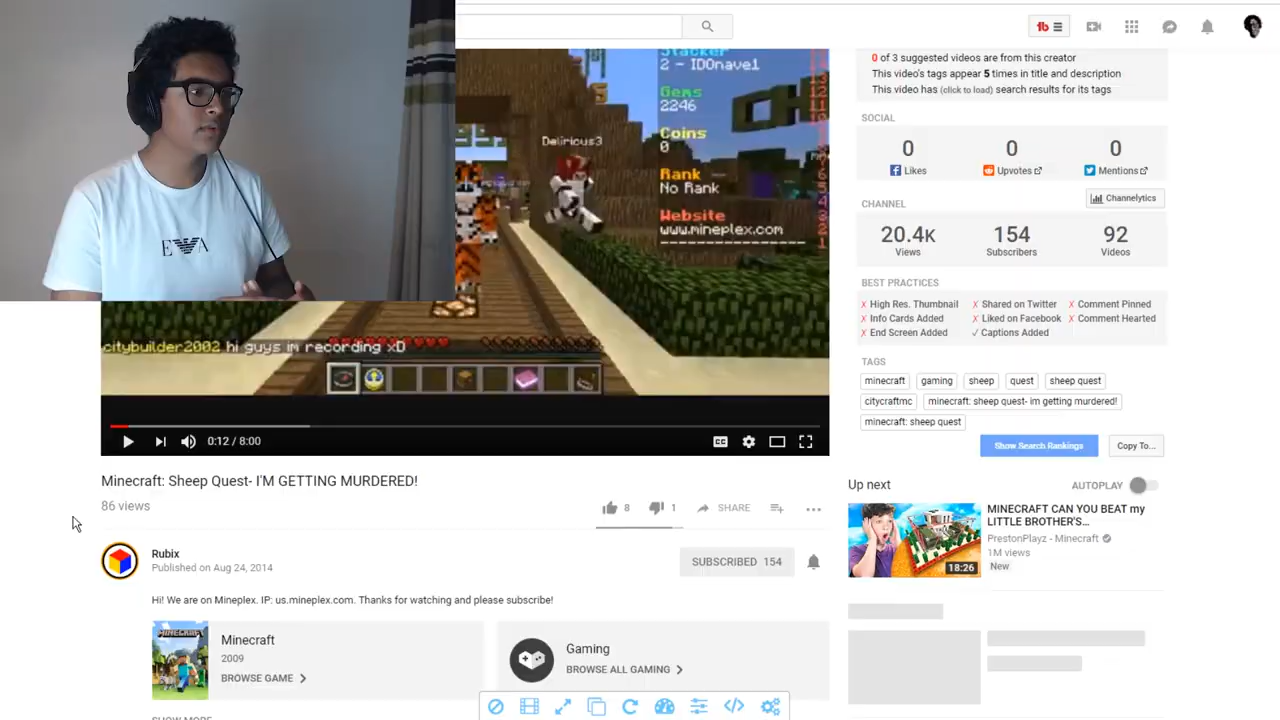 EVA
Stacker
2 - IDOnave1
Gems
2246
Coins
0
Rank
No Rank
Website
www.mineplex.com
Delirious3
citybuilder2002 hi guys im recording xD
0:12 / 8:00
CC
Minecraft: Sheep Quest- I'M GETTING MURDERED!
86 views
8
1
SHARE
Rubix
Published on Aug 24, 2014
SUBSCRIBED 154
Hi! We are on Mineplex. IP: us.mineplex.com. Thanks for watching and please subscribe!
MINECRAFT
Minecraft
2009
BROWSE GAME
Gaming
BROWSE ALL GAMING
SHOW MORE
tb
0 of 3 suggested videos are from this creator
This video's tags appear 5 times in title and description
This video has (click to load) search results for its tags
SOCIAL
0 0 0
Likes Upvotes Mentions
CHANNEL
Channelytics
20.4K 154 92
Views Subscribers Videos
BEST PRACTICES
X High Res. Thumbnail X Shared on Twitter X Comment Pinned
X Info Cards Added X Liked on Facebook X Comment Hearted
X End Screen Added ✓ Captions Added
TAGS
minecraft gaming sheep quest sheep quest
citycraftmc minecraft: sheep quest- im getting murdered!
minecraft: sheep quest
Show Search Rankings Copy To...
Up next
AUTOPLAY
MINECRAFT CAN YOU BEAT my
LITTLE BROTHER'S...
PrestonPlayz - Minecraft
1M views
New
18:26